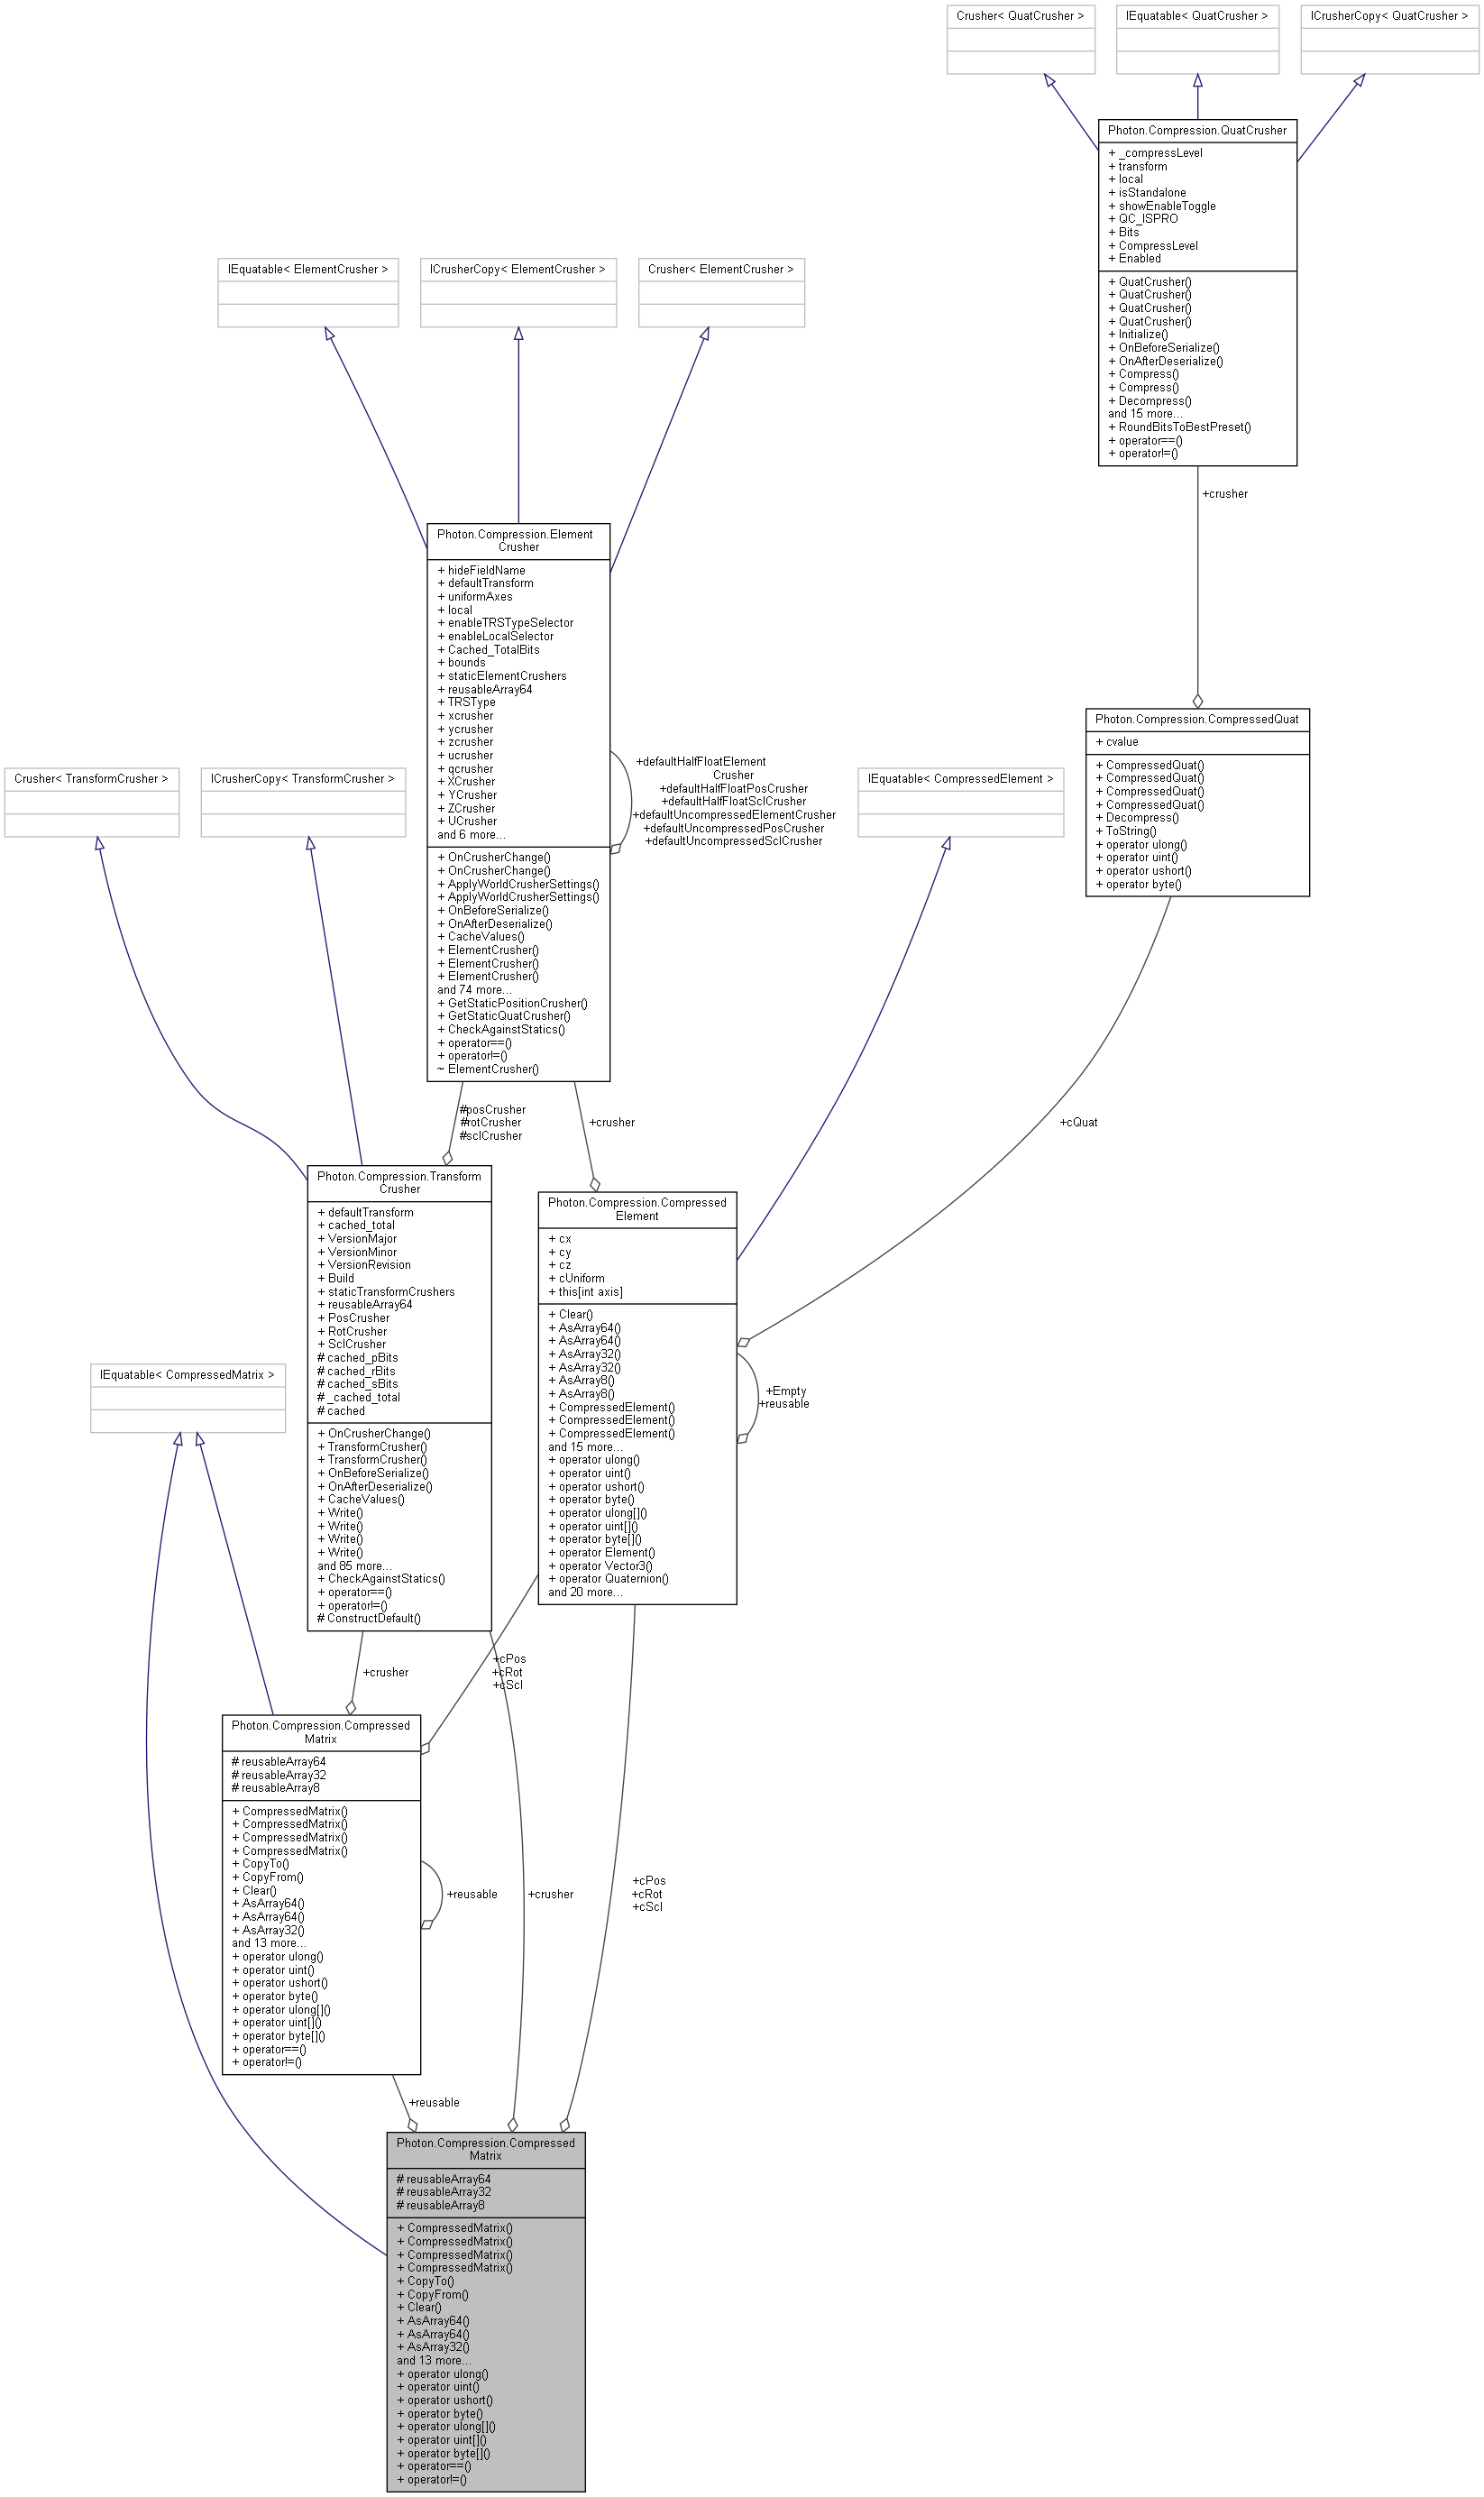 Crusher< QuatCrusher >
IEquatable< QuatCrusher >
ICrusherCopy< QuatCrusher >
Photon.Compression.QuatCrusher
+ _compressLevel
+ transform
+ local
+ isStandalone
+ showEnableToggle
+ QC_ISPRO
+ Bits
+ CompressLevel
+ Enabled
+ QuatCrusher()
+ QuatCrusher()
+ QuatCrusher()
+ QuatCrusher()
+ Initialize()
+ OnBeforeSerialize()
+ OnAfterDeserialize()
+ Compress()
+ Compress()
+ Decompress()
and 15 more...
+ RoundBitsToBestPreset()
+ operator==()
+ operator!=()
+crusher
IEquatable< ElementCrusher >
ICrusherCopy< ElementCrusher >
Crusher< ElementCrusher >
Photon.Compression.Element
Crusher
+ hideFieldName
+ defaultTransform
+ uniformAxes
+ local
+ enableTRSTypeSelector
+ enableLocalSelector
+ Cached_TotalBits
+ bounds
+ staticElementCrushers
+ reusableArray64
+ TRSType
+ xcrusher
+ ycrusher
+ zcrusher
+ ucrusher
+ qcrusher
+ XCrusher
+ YCrusher
+ ZCrusher
+ UCrusher
and 6 more...
+ OnCrusherChange()
+ OnCrusherChange()
+ ApplyWorldCrusherSettings()
+ ApplyWorldCrusherSettings()
+ OnBeforeSerialize()
+ OnAfterDeserialize()
+ CacheValues()
+ ElementCrusher()
+ ElementCrusher()
+ ElementCrusher()
and 74 more...
+ GetStaticPositionCrusher()
+ GetStaticQuatCrusher()
+ CheckAgainstStatics()
+ operator==()
+ operator!=()
~ ElementCrusher()
+defaultHalfFloatElement
Crusher
+defaultHalfFloatPosCrusher
+defaultHalfFloatSclCrusher
+defaultUncompressedElementCrusher
+defaultUncompressedPosCrusher
+defaultUncompressedSclCrusher
Photon.Compression.CompressedQuat
+ cvalue
+ CompressedQuat()
+ CompressedQuat()
+ CompressedQuat()
+ CompressedQuat()
+ Decompress()
+ ToString()
+ operator ulong()
+ operator uint()
+ operator ushort()
+ operator byte()
Crusher< TransformCrusher >
ICrusherCopy< TransformCrusher >
IEquatable< CompressedElement >
#posCrusher
#rotCrusher
#sclCrusher
+crusher
+cQuat
Photon.Compression.Transform
Crusher
+ defaultTransform
+ cached_total
+ VersionMajor
+ VersionMinor
+ VersionRevision
+ Build
+ staticTransformCrushers
+ reusableArray64
+ PosCrusher
+ RotCrusher
+ SclCrusher
# cached_pBits
# cached_rBits
# cached_sBits
# _cached_total
# cached
+ OnCrusherChange()
+ TransformCrusher()
+ TransformCrusher()
+ OnBeforeSerialize()
+ OnAfterDeserialize()
+ CacheValues()
+ Write()
+ Write()
+ Write()
+ Write()
and 85 more...
+ CheckAgainstStatics()
+ operator==()
+ operator!=()
# ConstructDefault()
Photon.Compression.Compressed
Element
+ cx
+ cy
+ cz
+ cUniform
+ this[int axis]
+ Clear()
+ AsArray64()
+ AsArray64()
+ AsArray32()
+ AsArray32()
+ AsArray8()
+ AsArray8()
+ CompressedElement()
+ CompressedElement()
+ CompressedElement()
and 15 more...
+ operator ulong()
+ operator uint()
+ operator ushort()
+ operator byte()
+ operator ulong[]()
+ operator uint[]()
+ operator byte[]()
+ operator Element()
+ operator Vector3()
+ operator Quaternion()
and 20 more...
+Empty
+reusable
IEquatable< CompressedMatrix >
+crusher
+cPos
+cRot
+cScl
Photon.Compression.Compressed
Matrix
# reusableArray64
# reusableArray32
# reusableArray8
+ CompressedMatrix()
+ CompressedMatrix()
+ CompressedMatrix()
+ CompressedMatrix()
+ CopyTo()
+ CopyFrom()
+ Clear()
+ AsArray64()
+ AsArray64()
+ AsArray32()
and 13 more...
+ operator ulong()
+ operator uint()
+ operator ushort()
+ operator byte()
+ operator ulong[]()
+ operator uint[]()
+ operator byte[]()
+ operator==()
+ operator!=()
+reusable
+crusher
+cPos
+cRot
+cScl
+reusable
Photon.Compression.Compressed
Matrix
# reusableArray64
# reusableArray32
# reusableArray8
+ CompressedMatrix()
+ CompressedMatrix()
+ CompressedMatrix()
+ CompressedMatrix()
+ CopyTo()
+ CopyFrom()
+ Clear()
+ AsArray64()
+ AsArray64()
+ AsArray32()
and 13 more...
+ operator ulong()
+ operator uint()
+ operator ushort()
+ operator byte()
+ operator ulong[]()
+ operator uint[]()
+ operator byte[]()
+ operator==()
+ operator!=()